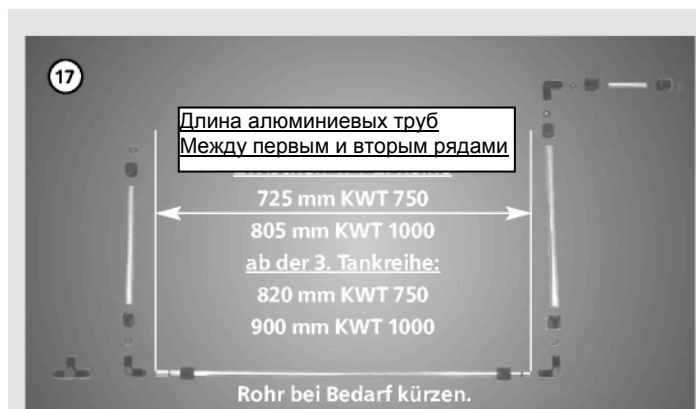 17
Длина алюминиевых труб
Между первым и вторым рядами
725 mm KWT 750
805 mm KWT 1000
ab der 3. Tankreihe:
820 mm KWT 750
900 mm KWT 1000
Rohr bei Bedarf kürzen.